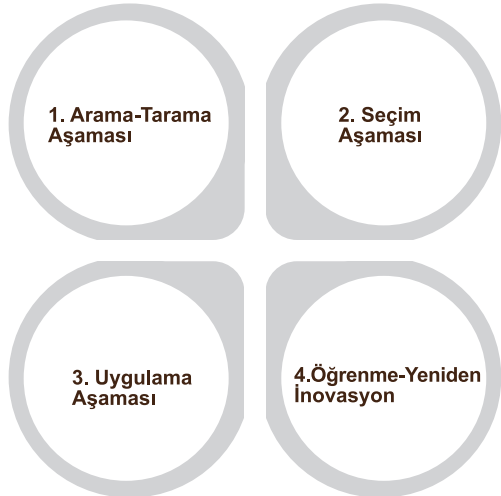 1. Arama-Tarama
Aşaması
2. Seçim
Aşaması
3. Uygulama
Aşaması
4.Öğrenme-Yeniden
İnovasyon